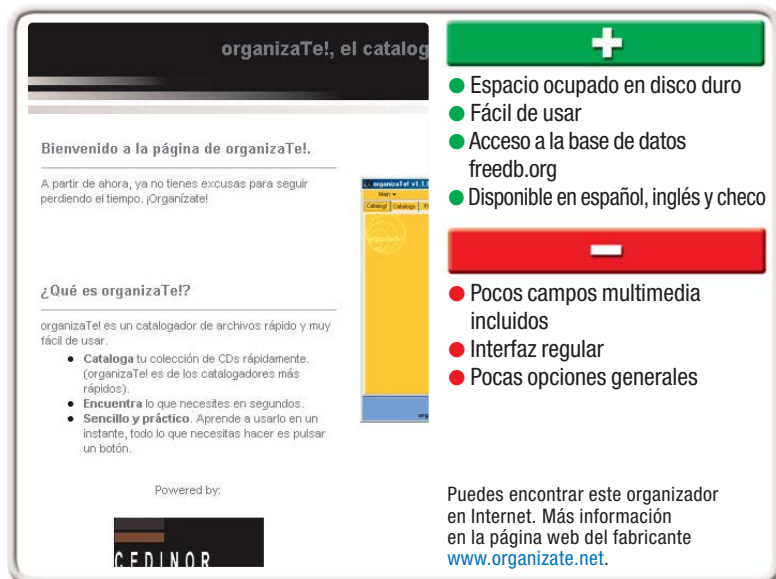 organizaTe!, el catalog
Bienvenido a la página de organizaTe!.
A partir de ahora, ya no tienes excusas para seguir
perdiendo el tiempo. ¡Organízate!
¿Qué es organizaTe!?
organizaTe! es un catalogador de archivos rápido y muy
fácil de usar.
● Cataloga tu colección de CDs rápidamente.
(organizaTe! es de los catalogadores más
rápidos).
● Encuentra lo que necesites en segundos.
● Sencillo y práctico. Aprende a usarlo en un
instante, todo lo que necesitas hacer es pulsar
un botón.
Powered by:
CEDINOR
organizaTe! v1.1.
Main
Catalog! Catalogs
+
● Espacio ocupado en disco duro
● Fácil de usar
● Acceso a la base de datos
freedb.org
● Disponible en español, inglés y checo
−
● Pocos campos multimedia
incluidos
● Interfaz regular
● Pocas opciones generales
Puedes encontrar este organizador
en Internet. Más información
en la página web del fabricante
www.organizate.net.